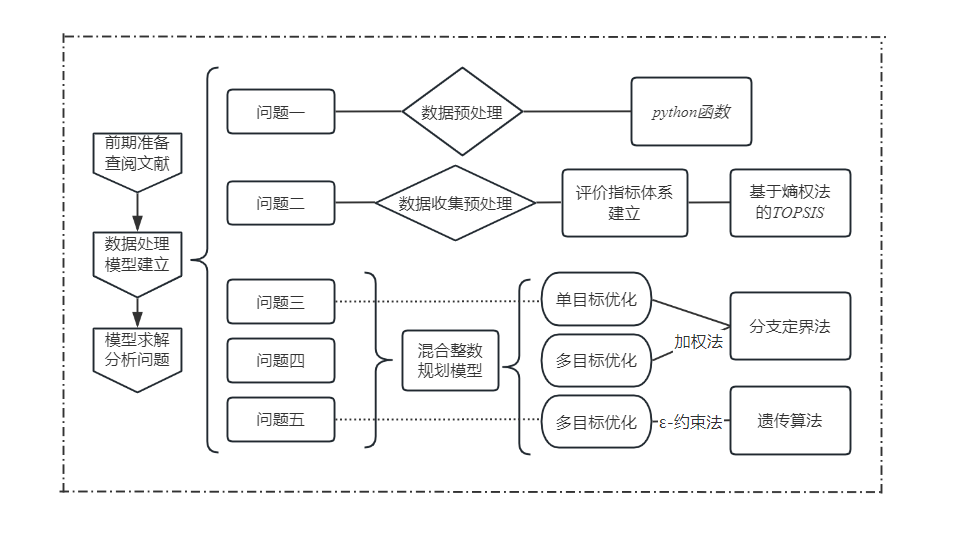 前期准备
查阅文献
数据处理
模型建立
模型求解
分析问题
问题一
数据预处理
python函数
问题二
数据收集预处理
评价指标体系
建立
基于熵权法
的TOPSIS
问题三
问题四
问题五
混合整数
规划模型
单目标优化
多目标优化
多目标优化
加权法
ε-约束法
分支定界法
遗传算法